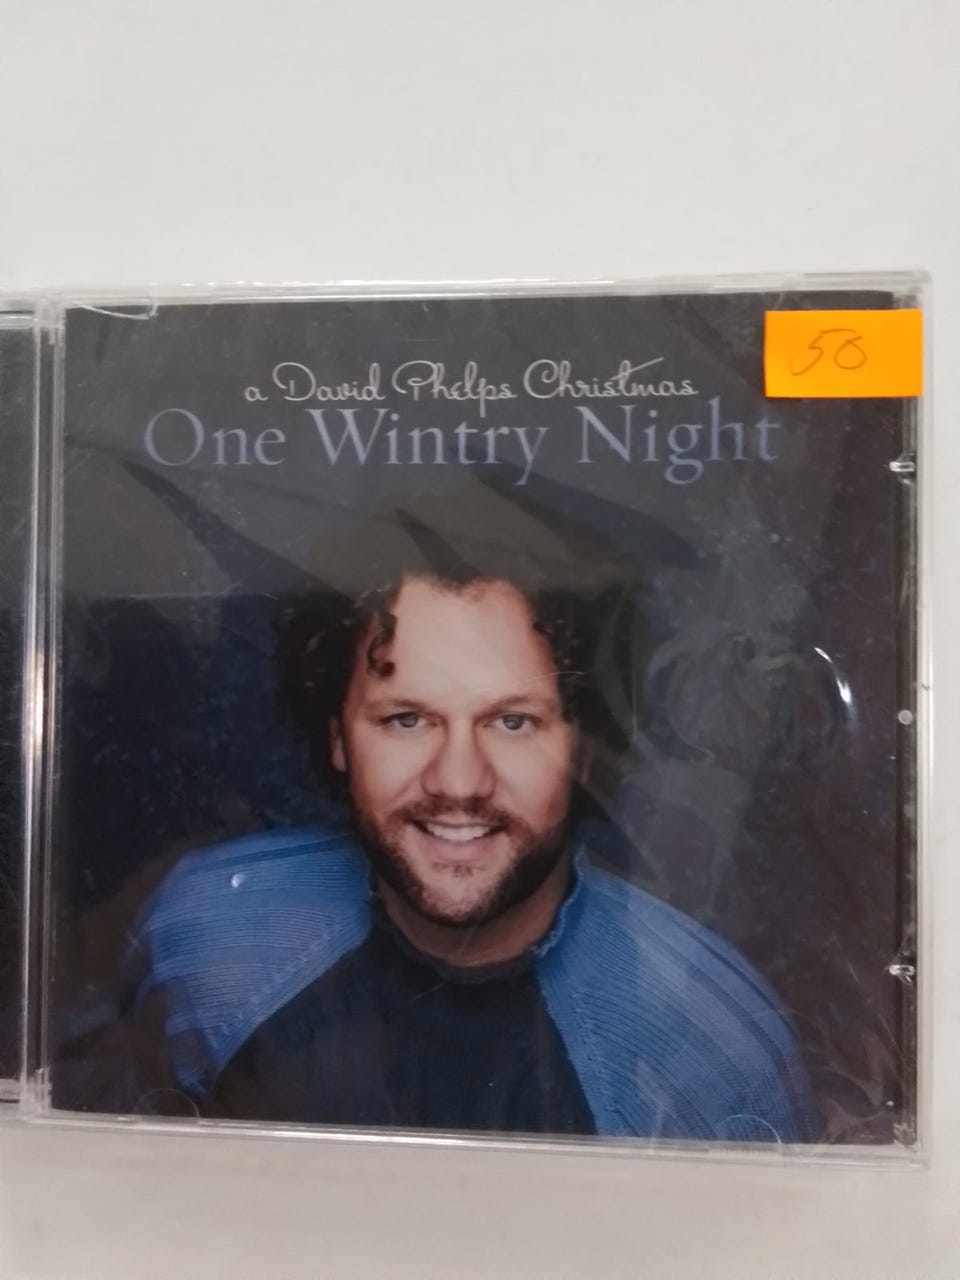 a David Phelps Christmas
One Wintry Night
50